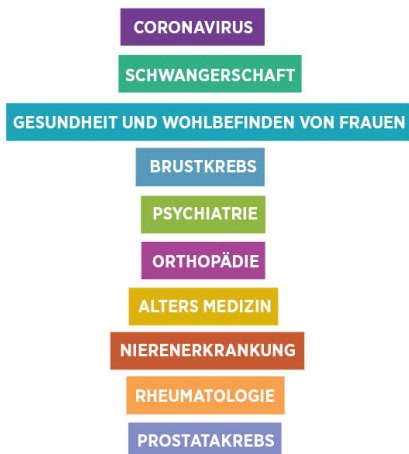 CORONAVIRUS
SCHWANGERSCHAFT
GESUNDHEIT UND WOHLBEFINDEN VON FRAUEN
BRUSTKREBS
PSYCHIATRIE
ORTHOPÄDIE
ALTERS MEDIZIN
NIERENERKRANKUNG
RHEUMATOLOGIE
PROSTATAKREBS